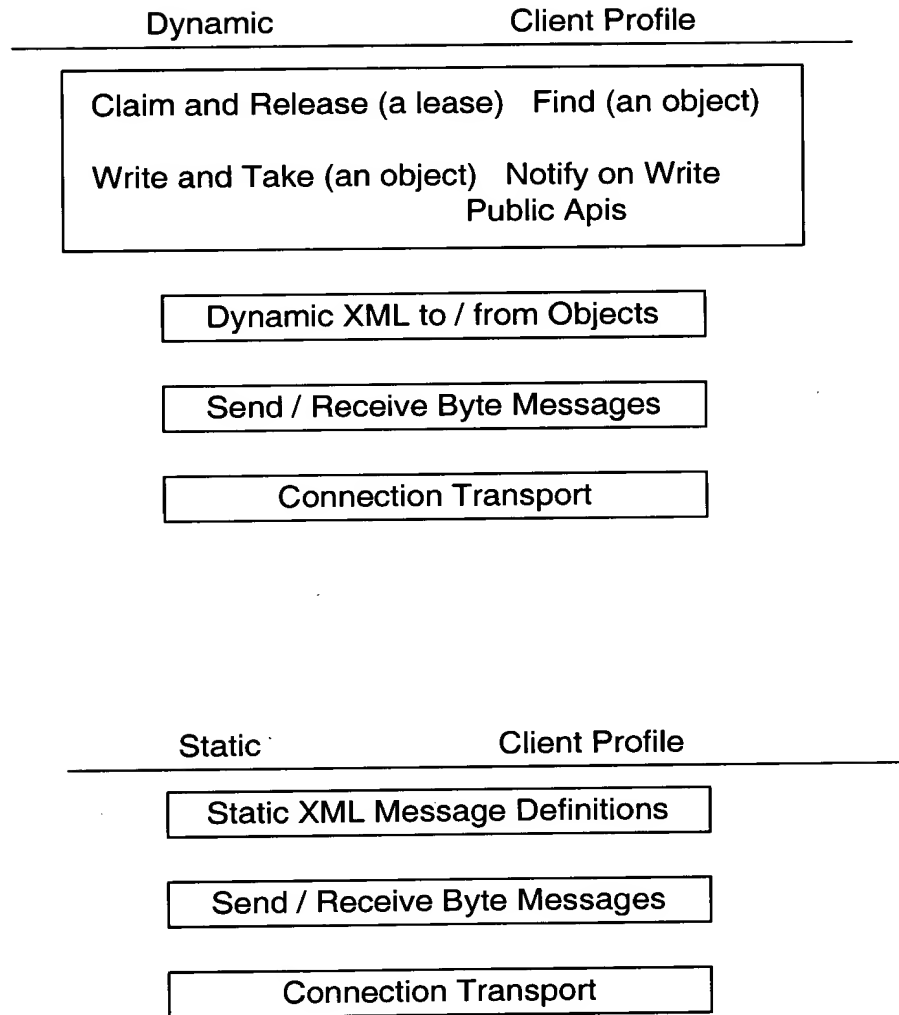 Dynamic Client Profile
Claim and Release (a lease) Find (an object)
Write and Take (an object) Notify on Write
Public Apis
Dynamic XML to / from Objects
Send / Receive Byte Messages
Connection Transport
Static Client Profile
Static XML Message Definitions
Send / Receive Byte Messages
Connection Transport